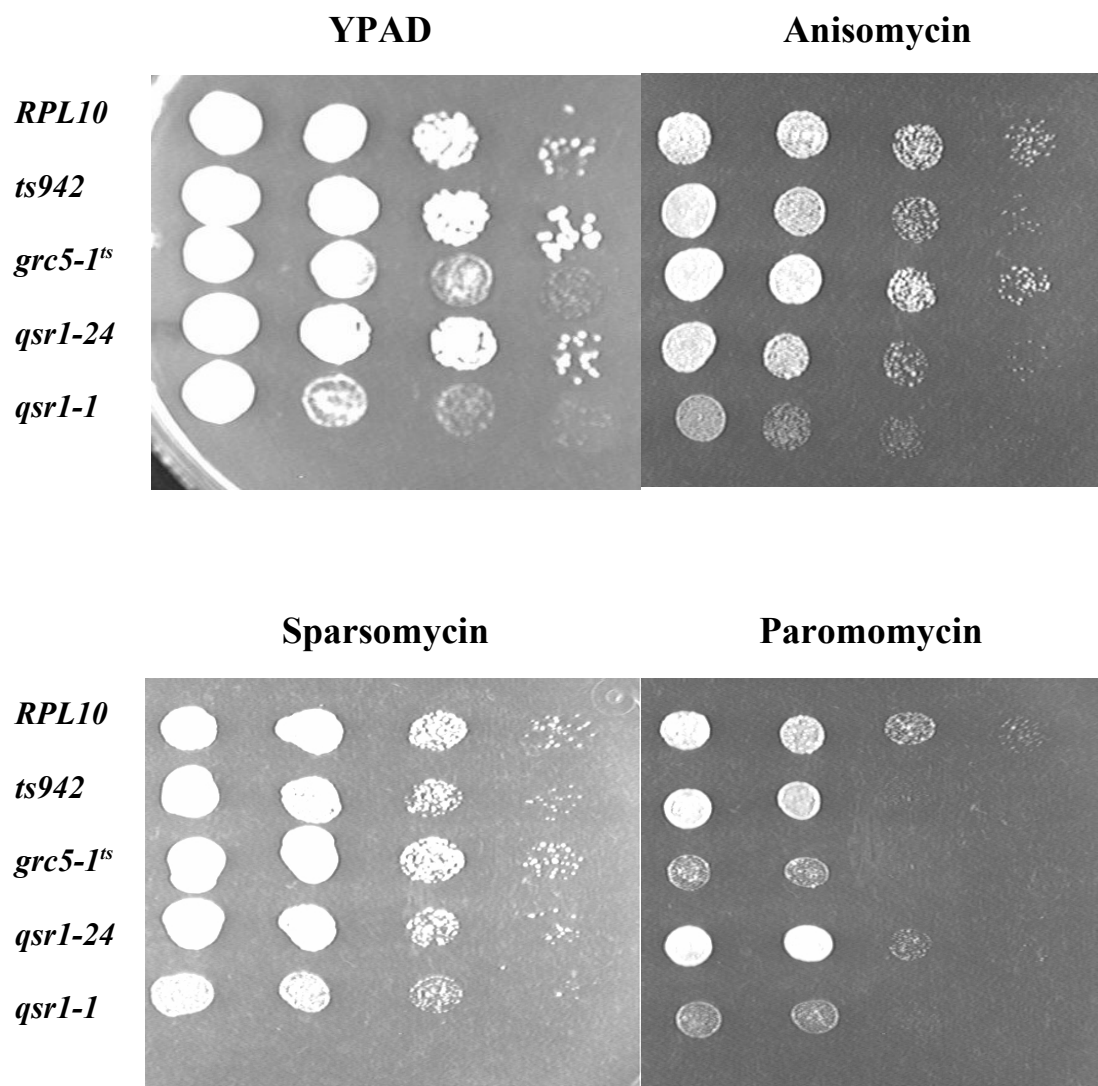 YPAD Anisomycin
RPL10
ts942
grc5-1ts
qsr1-24
qsr1-1
Sparsomycin Paromomycin
RPL10
ts942
grc5-1ts
qsr1-24
qsr1-1